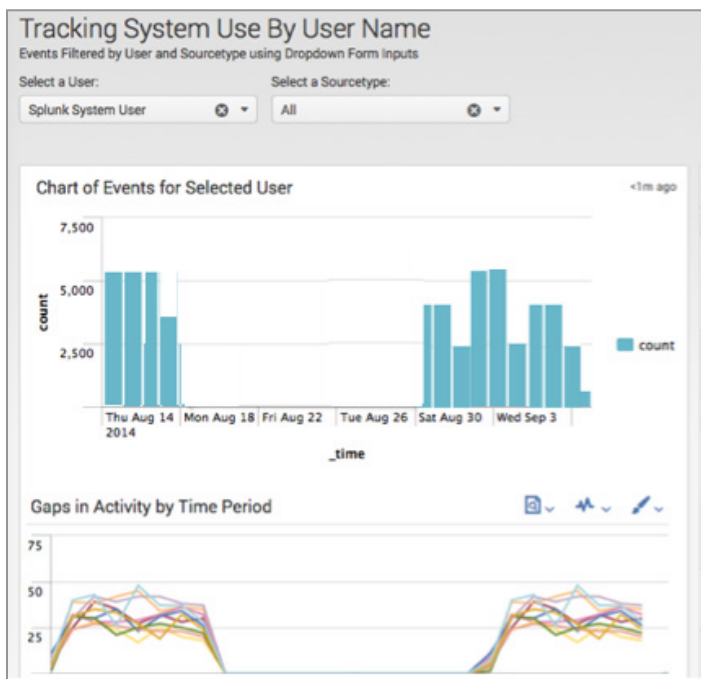 Tracking System Use By User Name
Events Filtered by User and Sourcetype using Dropdown Form Inputs
Select a User:
Select a Sourcetype:
Splunk System User
All
Chart of Events for Selected User
<1m ago
7,500
5,000
2,500
count
count
Thu Aug 14
2014
Mon Aug 18
Fri Aug 22
Tue Aug 26
Sat Aug 30
Wed Sep 3
_time
Gaps in Activity by Time Period
75
50
25